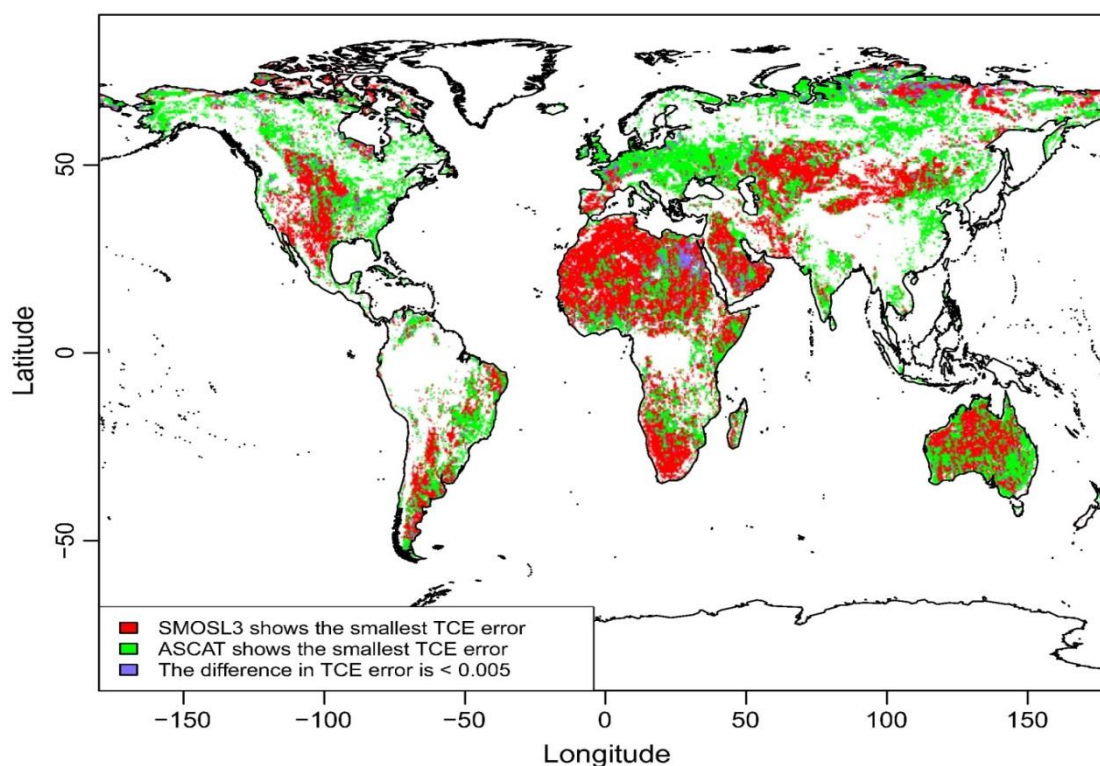 Latitude
50
0
−50
SMOSL3 shows the smallest TCE error
ASCAT shows the smallest TCE error
The difference in TCE error is < 0.005
−150 −100 −50 0 50 100 150
Longitude